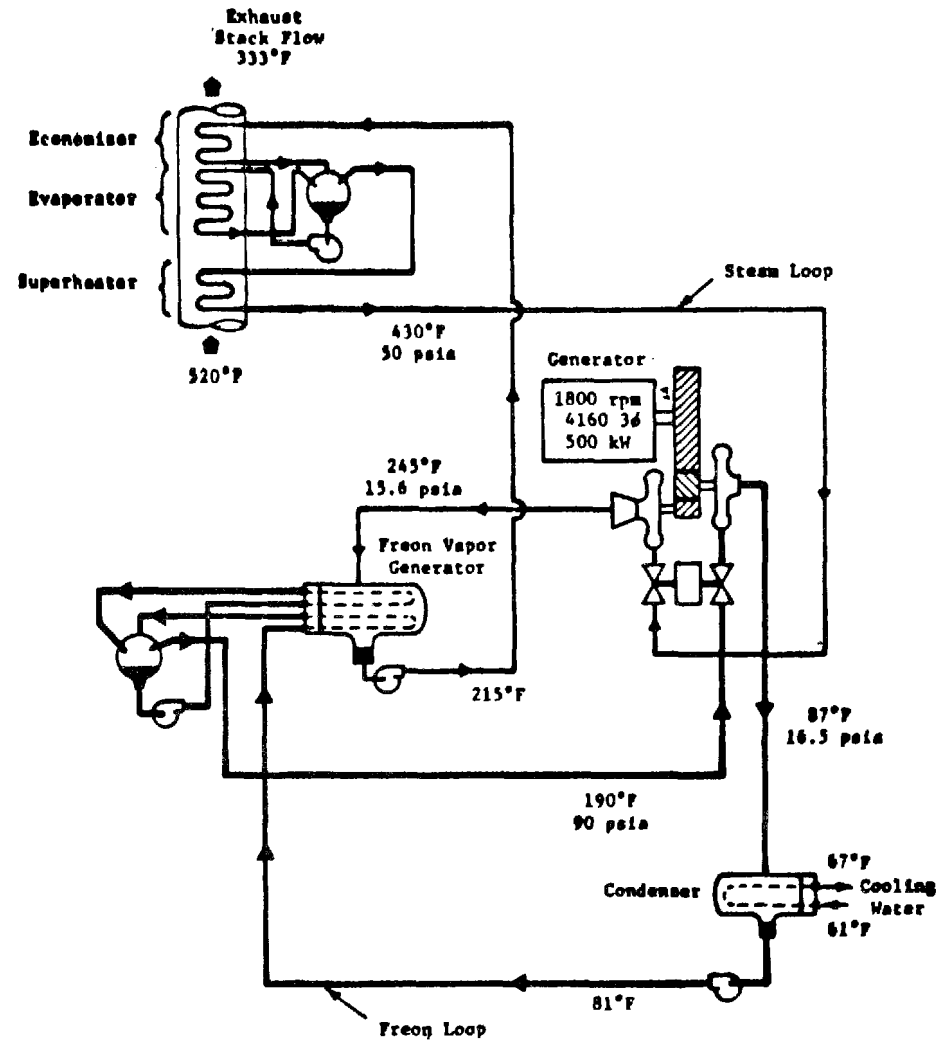 Exhaust
Stack Flow
333°F
Economizer
Evaporator
Superheater
520°F
Steam Loop
430°F
50 psia
Generator
1800 rpm
4160 3ø
500 kW
245°F
15.6 psia
Freon Vapor
Generator
215°F
87°F
16.5 psia
190°F
90 psia
Condenser
67°F
Cooling
Water
61°F
81°F
Freon Loop